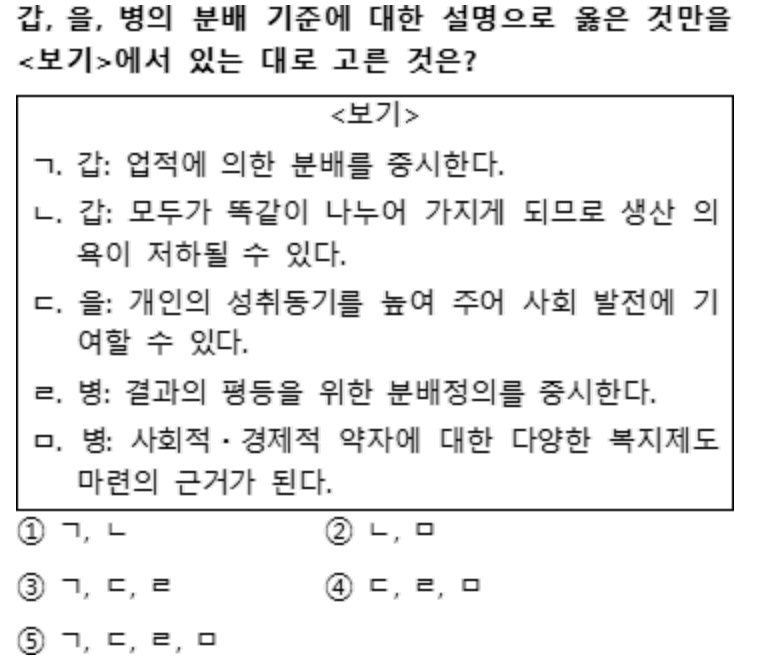 갑, 을, 병의 분배 기준에 대한 설명으로 옳은 것만을
<보기>에서 있는 대로 고른 것은?
<보기>
ㄱ. 갑: 업적에 의한 분배를 중시한다.
ㄴ. 갑: 모두가 똑같이 나누어 가지게 되므로 생산 의
욕이 저하될 수 있다.
ㄷ. 을: 개인의 성취동기를 높여 주어 사회 발전에 기
여할 수 있다.
ㄹ. 병: 결과의 평등을 위한 분배정의를 중시한다.
ㅁ. 병: 사회적·경제적 약자에 대한 다양한 복지제도
마련의 근거가 된다.
① ㄱ, ㄴ ② ㄴ, ㅁ
③ ㄱ, ㄷ, ㄹ ④ ㄷ, ㄹ, ㅁ
⑤ ㄱ, ㄷ, ㄹ, ㅁ